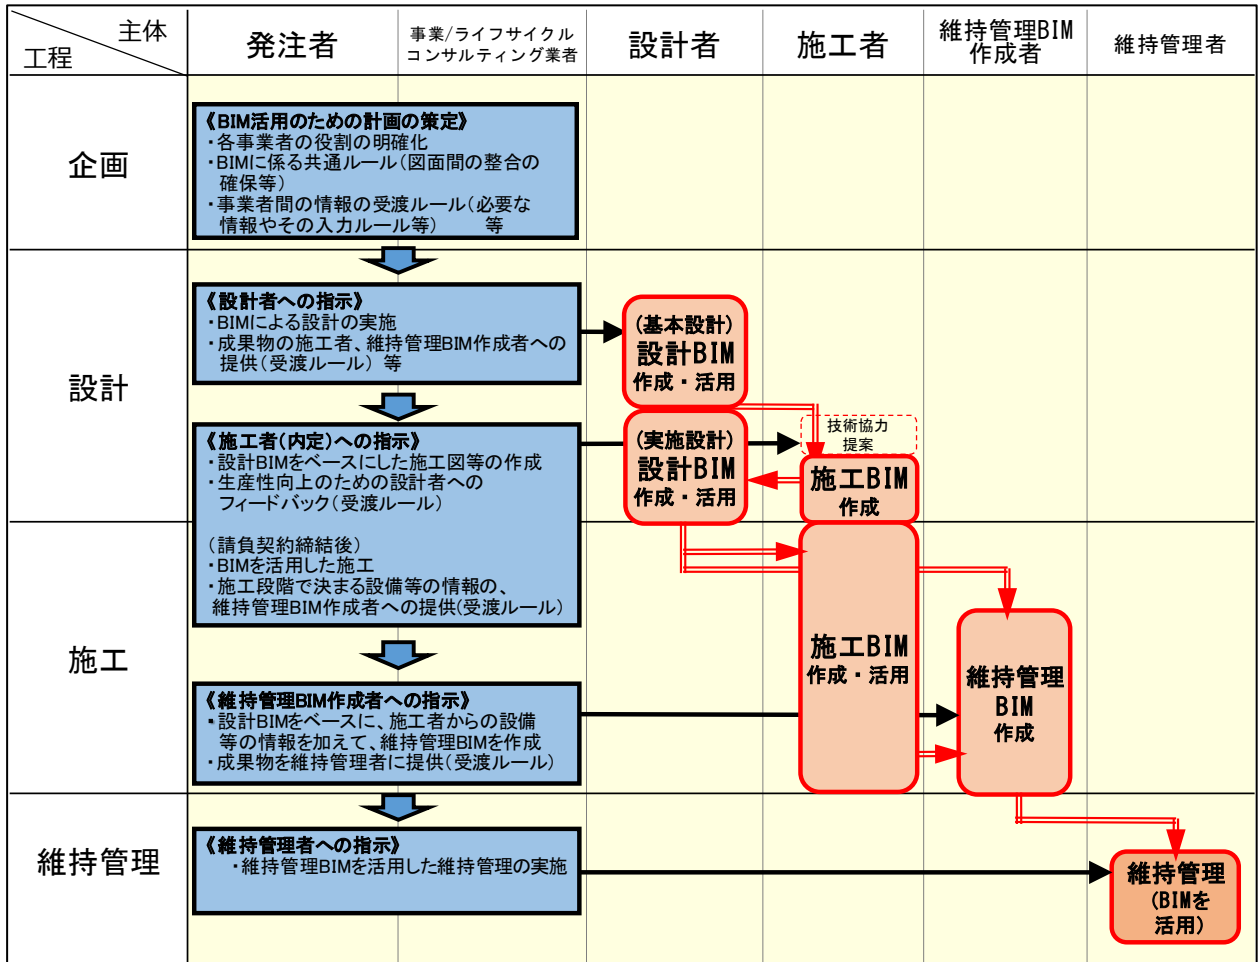 主体
工程
発注者
事業/ライフサイクル
コンサルティング業者
設計者
施工者
維持管理BIM
作成者
維持管理者
企画
《BIM活用のための計画の策定》
・各事業者の役割の明確化
・BIMに係る共通ルール(図面間の整合の
確保等)
・事業者間の情報の受渡ルール(必要な
情報やその入力ルール等) 等
設計
《設計者への指示》
・BIMによる設計の実施
・成果物の施工者、維持管理BIM作成者への
提供(受渡ルール) 等
(基本設計)
設計BIM
作成・活用
《施工者(内定)への指示》
・設計BIMをベースにした施工図等の作成
・生産性向上のための設計者への
フィードバック(受渡ルール)
(請負契約締結後)
・BIMを活用した施工
・施工段階で決まる設備等の情報の、
維持管理BIM作成者への提供(受渡ルール)
(実施設計)
設計BIM
作成・活用
技術協力
提案
施工BIM
作成
施工
施工BIM
作成・活用
《維持管理BIM作成者への指示》
・設計BIMをベースに、施工者からの設備
等の情報を加えて、維持管理BIMを作成
・成果物を維持管理者に提供(受渡ルール)
維持管理
BIM
作成
維持管理
《維持管理者への指示》
・維持管理BIMを活用した維持管理の実施
維持管理
(BIMを
活用)